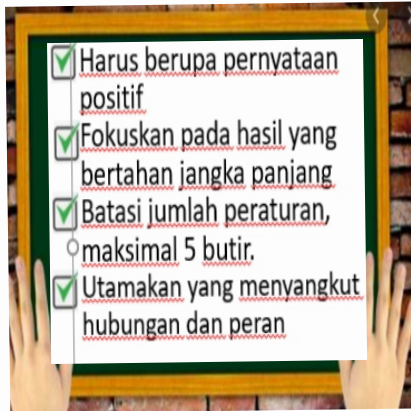 Harus berupa pernyataan
positif
Fokuskan pada hasil yang
bertahan jangka panjang
Batasi jumlah peraturan,
maksimal 5 butir.
Utamakan yang menyangkut
hubungan dan peran